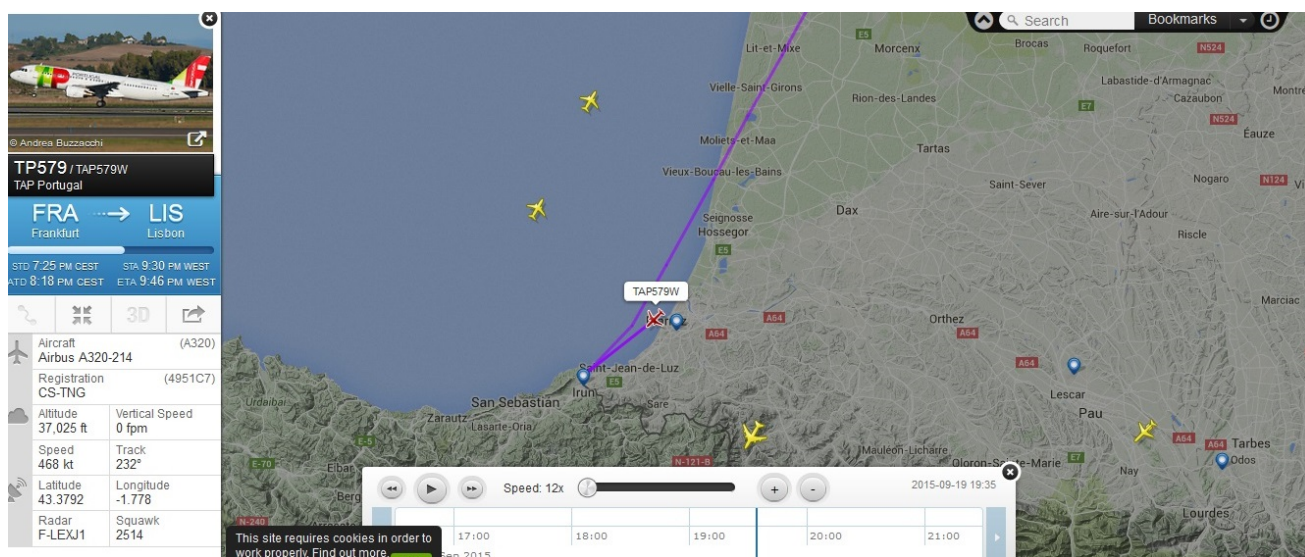 © Andrea Buzzacchi
TP579 / TAP579W
TAP Portugal
FRA LIS
Frankfurt Lisbon
STD 7:25 PM CEST STA 9:30 PM WEST
ATD 8:18 PM CEST ETA 9:46 PM WEST
3D
Aircraft (A320)
Airbus A320-214
Registration (4951C7)
CS-TNG
Altitude Vertical Speed
37,025 ft 0 fpm
Speed Track
468 kt 232°
Latitude Longitude
43.3792 -1.778
Radar Squawk
F-LEXJ1 2514
Search Bookmarks
E5
Lit-et-Mixe Morcenx Brocas Roquefort N524
Vielle-Saint-Girons Rion-des-Landes E7 Labastide-d'Armagnac
Cazaubon
N524
Éauze
Moliets-et-Maa Tartas
Vieux-Boucau-les-Bains Saint-Sever Nogaro N124
Seignosse Dax Aire-sur-l'Adour
Hossegor Riscle
E5
TAP579W
A64 A64 Orthez A64 Marciac
Saint-Jean-de-Luz A64
E5
Irun Lescar
San Sebastian Sare Pau
Urdaibai Zarautz Lasarte-Oria
E-5 Mauléon-Licharre A64 A64 Tarbes
E-70 Eibar N-121-B Oloron-Sainte-Marie E7 Nay Odos
Lourdes
N-240
Speed: 12x + - 2015-09-19 19:35
17:00 18:00 19:00 20:00 21:00
Sep 2015
This site requires cookies in order to
work properly. Find out more.